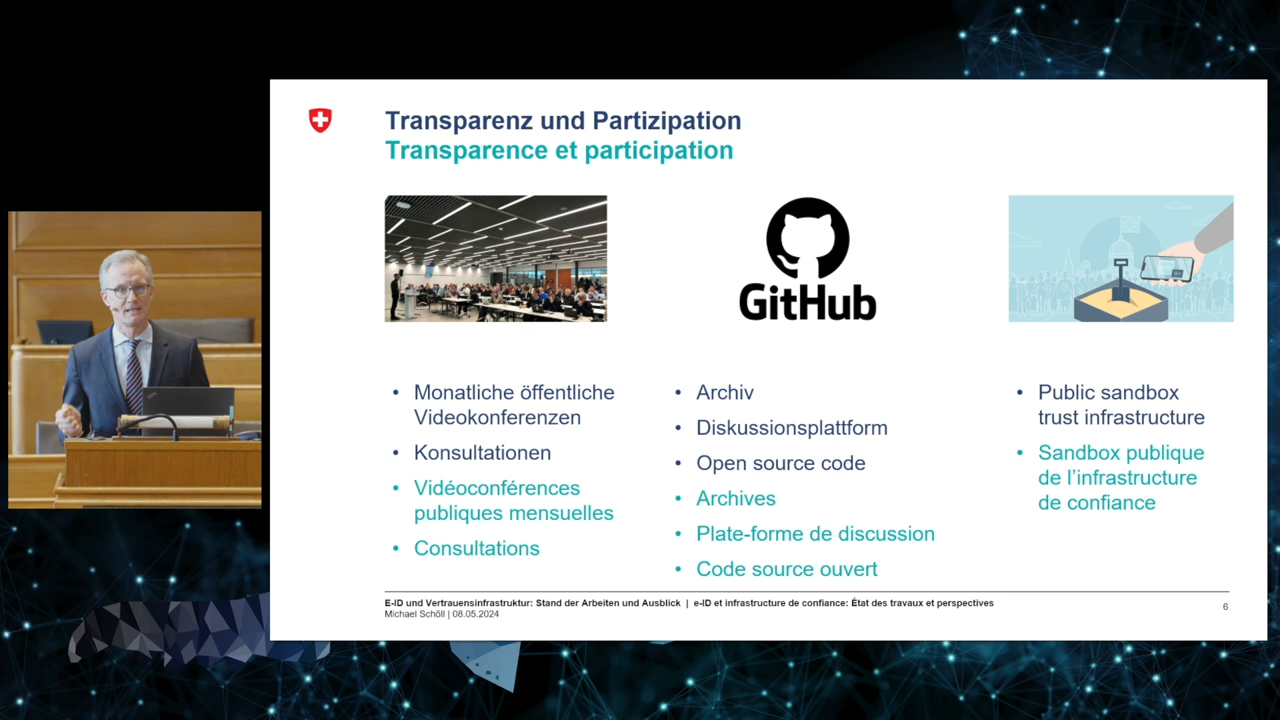 Transparenz und Partizipation
Transparence et participation
GitHub
• Monatliche öffentliche
Videokonferenzen
• Konsultationen
• Vidéoconférences
publiques mensuelles
• Consultations
• Archiv
• Diskussionsplattform
• Open source code
• Archives
• Plate-forme de discussion
• Code source ouvert
• Public sandbox
trust infrastructure
• Sandbox publique
de l’infrastructure
de confiance
E-ID und Vertrauensinfrastruktur: Stand der Arbeiten und Ausblick | e-ID et infrastructure de confiance: État des travaux et perspectives
Michael Schöll | 08.05.2024
6